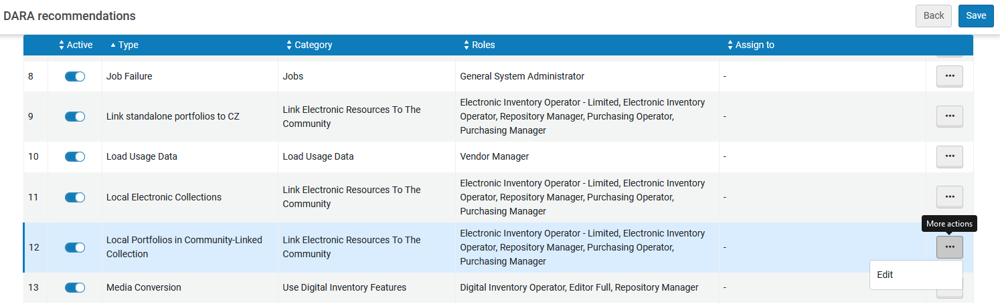 DARA recommendations
Back
Save
Active
Type
Category
Roles
Assign to
8
Job Failure
Jobs
General System Administrator
-
•••
9
Link standalone portfolios to CZ
Link Electronic Resources To The
Community
Electronic Inventory Operator - Limited, Electronic Inventory
Operator, Repository Manager, Purchasing Operator,
Purchasing Manager
-
•••
10
Load Usage Data
Load Usage Data
Vendor Manager
-
•••
11
Local Electronic Collections
Link Electronic Resources To The
Community
Electronic Inventory Operator - Limited, Electronic Inventory
Operator, Repository Manager, Purchasing Operator,
Purchasing Manager
-
•••
More actions
12
Local Portfolios in Community-Linked
Collection
Link Electronic Resources To The
Community
Electronic Inventory Operator - Limited, Electronic Inventory
Operator, Repository Manager, Purchasing Operator,
Purchasing Manager
-
•••
Edit
13
Media Conversion
Use Digital Inventory Features
Digital Inventory Operator, Editor Full, Repository Manager
-